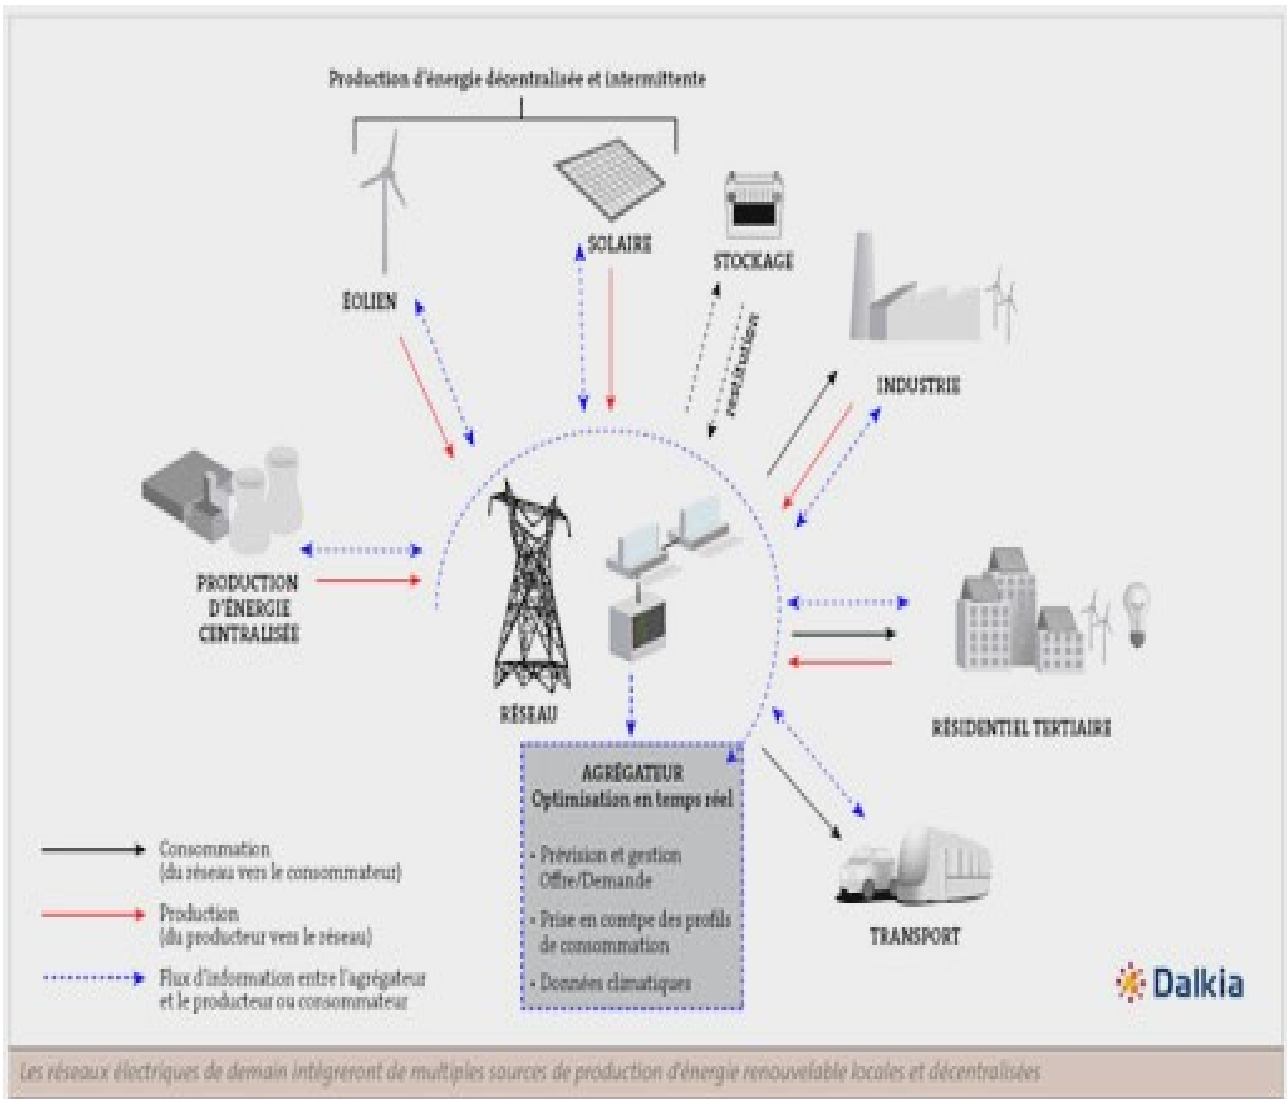 Production d'énergie décentralisée et intermittente
SOLAIRE
STOCKAGE
ÉOLIEN
restitution
INDUSTRIE
PRODUCTION
D'ÉNERGIE
CENTRALISÉE
RÉSEAU
RÉSIDENTIEL TERTIAIRE
AGRÉGATEUR
Optimisation en temps réel
• Prévision et gestion
Offre/Demande
• Prise en comtpe des profils
de consommation
• Données climatiques
TRANSPORT
Consommation
(du réseau vers le consommateur)
Production
(du producteur vers le réseau)
Flux d'information entre l'agrégateur
et le producteur ou consommateur
Dalkia
Les réseaux électriques de demain intégreront de multiples sources de production d'énergie renouvelable locales et décentralisées